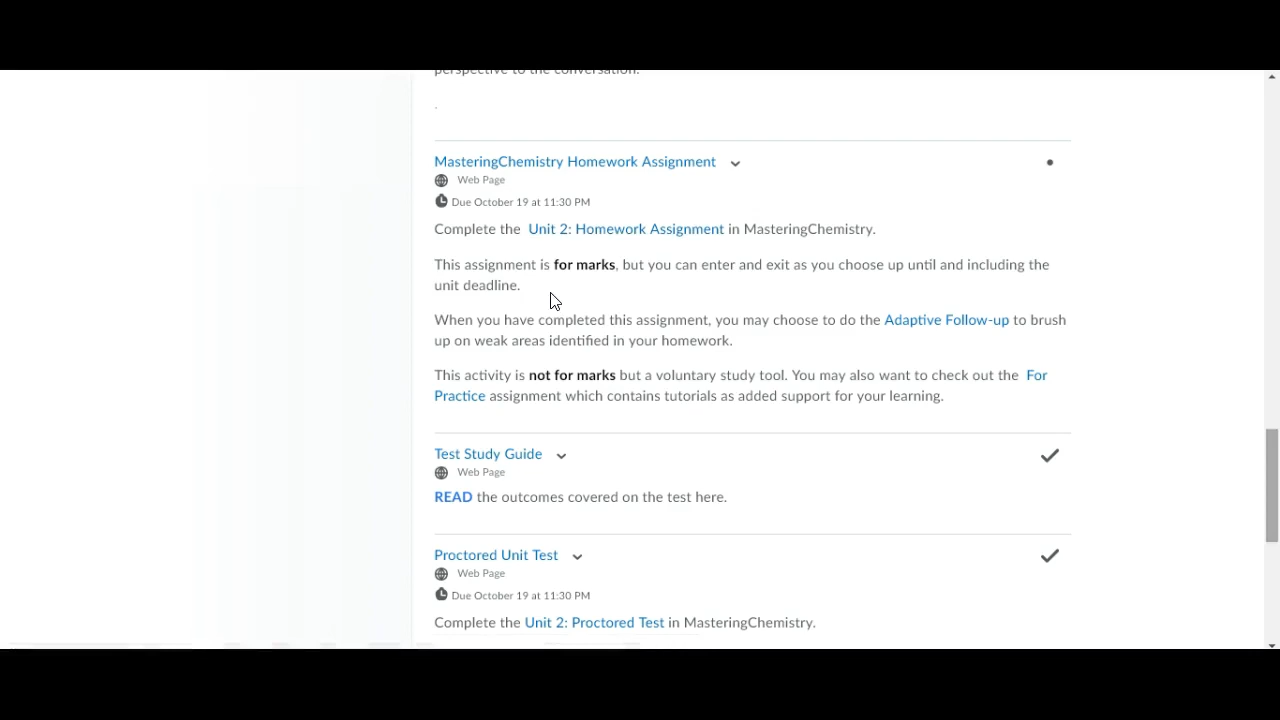 perspective to the conversation.
.
MasteringChemistry Homework Assignment
Web Page
Due October 19 at 11:30 PM
Complete the Unit 2: Homework Assignment in MasteringChemistry.
This assignment is for marks, but you can enter and exit as you choose up until and including the
unit deadline.
When you have completed this assignment, you may choose to do the Adaptive Follow-up to brush
up on weak areas identified in your homework.
This activity is not for marks but a voluntary study tool. You may also want to check out the For
Practice assignment which contains tutorials as added support for your learning.
Test Study Guide
Web Page
READ the outcomes covered on the test here.
Proctored Unit Test
Web Page
Due October 19 at 11:30 PM
Complete the Unit 2: Proctored Test in MasteringChemistry.